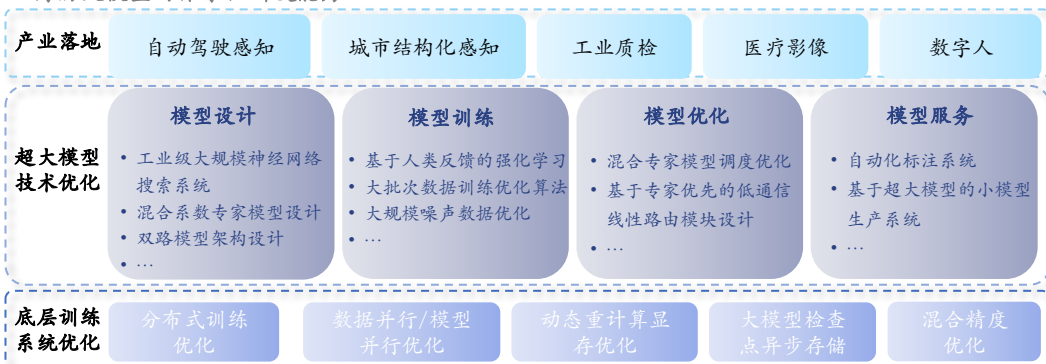 产业落地
自动驾驶感知
城市结构化感知
工业质检
医疗影像
数字人
超大模型
技术优化
模型设计
• 工业级大规模神经网络
搜索系统
• 混合系数专家模型设计
• 双路模型架构设计
• …
模型训练
• 基于人类反馈的强化学习
• 大批次数据训练优化算法
• 大规模噪声数据优化
• …
模型优化
• 混合专家模型调度优化
• 基于专家优先的低通信
线性路由模块设计
• …
模型服务
• 自动化标注系统
• 基于超大模型的小模型
生产系统
• …
底层训练
系统优化
分布式训练
优化
数据并行/模型
并行优化
动态重计算显
存优化
大模型检查
点异步存储
混合精度
优化